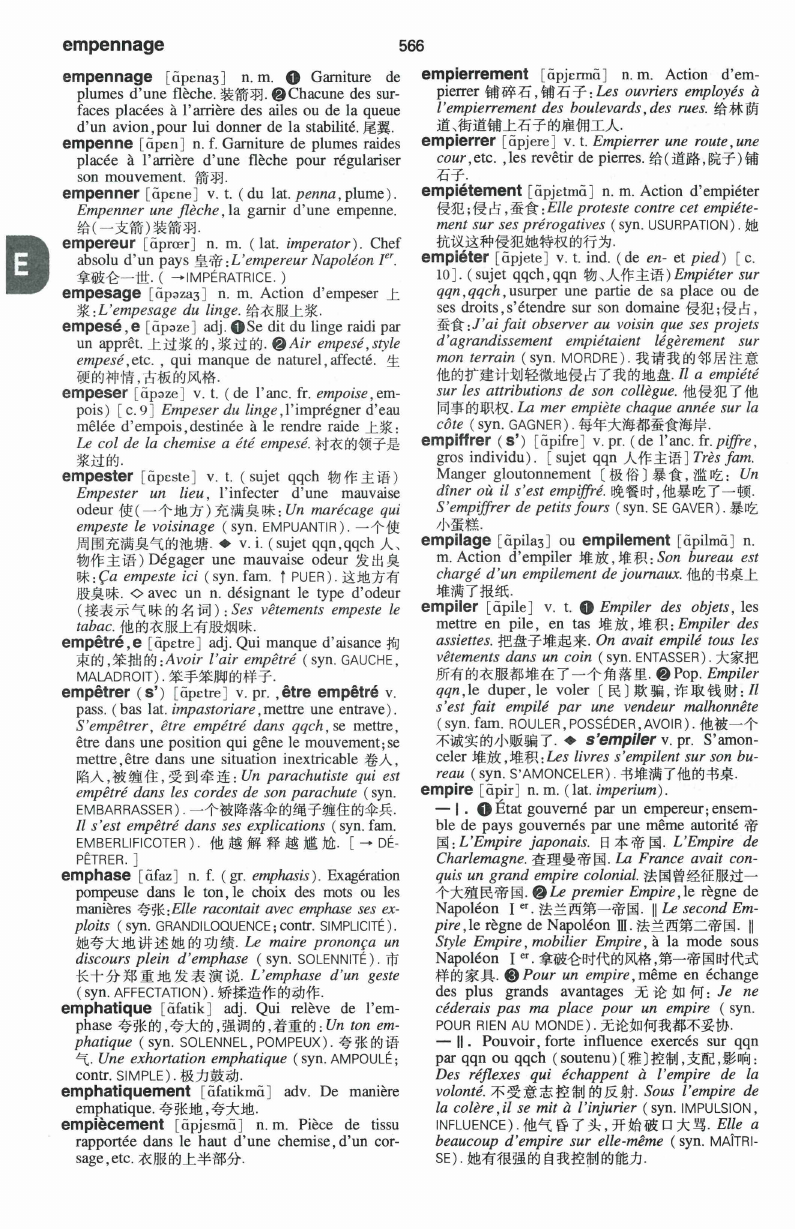 empennage
566
E
empennage [ɑ̃pɛnaʒ] n. m. ❶ Garniture de
plumes d'une flèche. 装箭羽. ❷ Chacune des sur-
faces placées à l'arrière des ailes ou de la queue
d'un avion, pour lui donner de la stabilité. 尾翼.
empenne [ɑ̃pɛn] n. f. Garniture de plumes raides
placée à l'arrière d'une flèche pour régulariser
son mouvement. 箭羽.
empenner [ɑ̃pɛne] v. t. ( du lat. penna, plume ).
Empenner une flèche, la garnir d'une empenne.
给(一支箭)装箭羽.
empereur [ɑ̃prœr] n. m. ( lat. imperator ). Chef
absolu d'un pays 皇帝: L'empereur Napoléon Ier.
拿破仑一世. ( →IMPÉRATRICE. )
empesage [ɑ̃pəzaʒ] n. m. Action d'empeser 上
浆: L'empesage du linge. 给衣服上浆.
empesé, e [ɑ̃pəze] adj. ❶ Se dit du linge raidi par
un apprêt. 上过浆的, 浆过的. ❷ Air empesé, style
empesé, etc. , qui manque de naturel, affecté. 生
硬的神情, 古板的风格.
empeser [ɑ̃pəze] v. t. ( de l'anc. fr. empoise, em-
pois ) [ c. 9 ] Empeser du linge, l'imprégner d'eau
mêlée d'empois, destinée à le rendre raide 上浆:
Le col de la chemise a été empesé. 衬衣的领子是
浆过的.
empester [ɑ̃pɛste] v. t. ( sujet qqch 物作主语 )
Empester un lieu, l'infecter d'une mauvaise
odeur 使(一个地方)充满臭味: Un marécage qui
empeste le voisinage ( syn. EMPUANTIR ). 一个使
周围充满臭气的池塘. ◆ v. i. ( sujet qqn, qqch 人、
物作主语 ) Dégager une mauvaise odeur 发出臭
味: Ça empeste ici ( syn. fam. ↑ PUER ). 这地方有
股臭味. ◇ avec un n. désignant le type d'odeur
(接表示气味的名词): Ses vêtements empeste le
tabac. 他的衣服上有股烟味.
empêtré, e [ɑ̃pɛtre] adj. Qui manque d'aisance 拘
束的, 笨拙的: Avoir l'air empêtré ( syn. GAUCHE,
MALADROIT ). 笨手笨脚的样子.
empêtrer ( s') [ɑ̃pɛtre] v. pr. , être empêtré v.
pass. ( bas lat. impastoriare, mettre une entrave ).
S'empêtrer, être empétré dans qqch, se mettre,
être dans une position qui gêne le mouvement; se
mettre, être dans une situation inextricable 卷入,
陷入, 被缠住, 受到牵连: Un parachutiste qui est
empêtré dans les cordes de son parachute ( syn.
EMBARRASSER ). 一个被降落伞的绳子缠住的伞兵.
Il s'est empêtré dans ses explications ( syn. fam.
EMBERLIFICOTER ). 他越解释越尴尬. [ → DÉ-
PÊTRER. ]
emphase [ɑ̃faz] n. f. ( gr. emphasis ). Exagération
pompeuse dans le ton, le choix des mots ou les
manières 夸张: Elle racontait avec emphase ses ex-
ploits ( syn. GRANDILOQUENCE; contr. SIMPLICITÉ ).
她夸大地讲述她的功绩. Le maire prononça un
discours plein d'emphase ( syn. SOLENNITÉ ). 市
长十分郑重地发表演说. L'emphase d'un geste
( syn. AFFECTATION ). 矫揉造作的动作.
emphatique [ɑ̃fatik] adj. Qui relève de l'em-
phase 夸张的, 夸大的, 强调的, 着重的: Un ton em-
phatique ( syn. SOLENNEL, POMPEUX ). 夸张的语
气. Une exhortation emphatique ( syn. AMPOULÉ;
contr. SIMPLE ). 极力鼓动.
emphatiquement [ɑ̃fatikmɑ̃] adv. De manière
emphatique. 夸张地, 夸大地.
empiècement [ɑ̃pjɛsmɑ̃] n. m. Pièce de tissu
rapportée dans le haut d'une chemise, d'un cor-
sage, etc. 衣服的上半部分.
empierrement [ɑ̃pjɛrmɑ̃] n. m. Action d'em-
pierrer 铺碎石, 铺石子: Les ouvriers employés à
l'empierrement des boulevards, des rues. 给林荫
道、街道铺上石子的雇佣工人.
empierrer [ɑ̃pjere] v. t. Empierrer une route, une
cour, etc. , les revêtir de pierres. 给(道路, 院子)铺
石子.
empiétement [ɑ̃pjetmɑ̃] n. m. Action d'empiéter
侵犯; 侵占, 蚕食: Elle proteste contre cet empiéte-
ment sur ses prérogatives ( syn. USURPATION ). 她
抗议这种侵犯她特权的行为.
empiéter [ɑ̃pjete] v. t. ind. ( de en- et pied ) [ c.
10 ]. ( sujet qqch, qqn 物、人作主语 ) Empiéter sur
qqn, qqch, usurper une partie de sa place ou de
ses droits, s'étendre sur son domaine 侵犯; 侵占,
蚕食: J'ai fait observer au voisin que ses projets
d'agrandissement empiétaient légèrement sur
mon terrain ( syn. MORDRE ). 我请我的邻居注意
他的扩建计划轻微地侵占了我的地盘. Il a empiété
sur les attributions de son collègue. 他侵犯了他
同事的职权. La mer empiète chaque année sur la
côte ( syn. GAGNER ). 每年大海都蚕食海岸.
empiffrer ( s') [ɑ̃pifre] v. pr. ( de l'anc. fr. piffre,
gros individu ). [ sujet qqn 人作主语 ] Très fam.
Manger gloutonnement [极俗] 暴食, 滥吃: Un
dîner où il s'est empiffré. 晚餐时, 他暴吃了一顿.
S'empiffrer de petits fours ( syn. SE GAVER ). 暴吃
小蛋糕.
empilage [ɑ̃pilaʒ] ou empilement [ɑ̃pilmɑ̃] n.
m. Action d'empiler 堆放, 堆积: Son bureau est
chargé d'un empilement de journaux. 他的书桌上
堆满了报纸.
empiler [ɑ̃pile] v. t. ❶ Empiler des objets, les
mettre en pile, en tas 堆放, 堆积: Empiler des
assiettes. 把盘子堆起来. On avait empilé tous les
vêtements dans un coin ( syn. ENTASSER ). 大家把
所有的衣服都堆在了一个角落里. ❷ Pop. Empiler
qqn, le duper, le voler [民] 欺骗, 诈取钱财: Il
s'est fait empilé par une vendeur malhonnête
( syn. fam. ROULER, POSSÉDER, AVOIR ). 他被一个
不诚实的小贩骗了. ◆ s'empiler v. pr. S'amon-
celer 堆放, 堆积: Les livres s'empilent sur son bu-
reau ( syn. S'AMONCELER ). 书堆满了他的书桌.
empire [ɑ̃pir] n. m. ( lat. imperium ).
— Ⅰ. ❶ État gouverné par un empereur; ensem-
ble de pays gouvernés par une même autorité 帝
国: L'Empire japonais. 日本帝国. L'Empire de
Charlemagne. 查理曼帝国. La France avait con-
quis un grand empire colonial. 法国曾经征服过一
个大殖民帝国. ❷ Le premier Empire, le règne de
Napoléon Ⅰ er. 法兰西第一帝国. ‖ Le second Em-
pire, le règne de Napoléon Ⅲ. 法兰西第二帝国. ‖
Style Empire, mobilier Empire, à la mode sous
Napoléon Ⅰ er. 拿破仑时代的风格, 第一帝国时代式
样的家具. ❸ Pour un empire, même en échange
des plus grands avantages 无论如何: Je ne
céderais pas ma place pour un empire ( syn.
POUR RIEN AU MONDE ). 无论如何我都不妥协.
— Ⅱ. Pouvoir, forte influence exercés sur qqn
par qqn ou qqch ( soutenu ) [雅] 控制, 支配, 影响:
Des réflexes qui échappent à l'empire de la
volonté. 不受意志控制的反射. Sous l'empire de
la colère, il se mit à l'injurier ( syn. IMPULSION,
INFLUENCE ). 他气昏了头, 开始破口大骂. Elle a
beaucoup d'empire sur elle-même ( syn. MAÎTRI-
SE ). 她有很强的自我控制的能力.